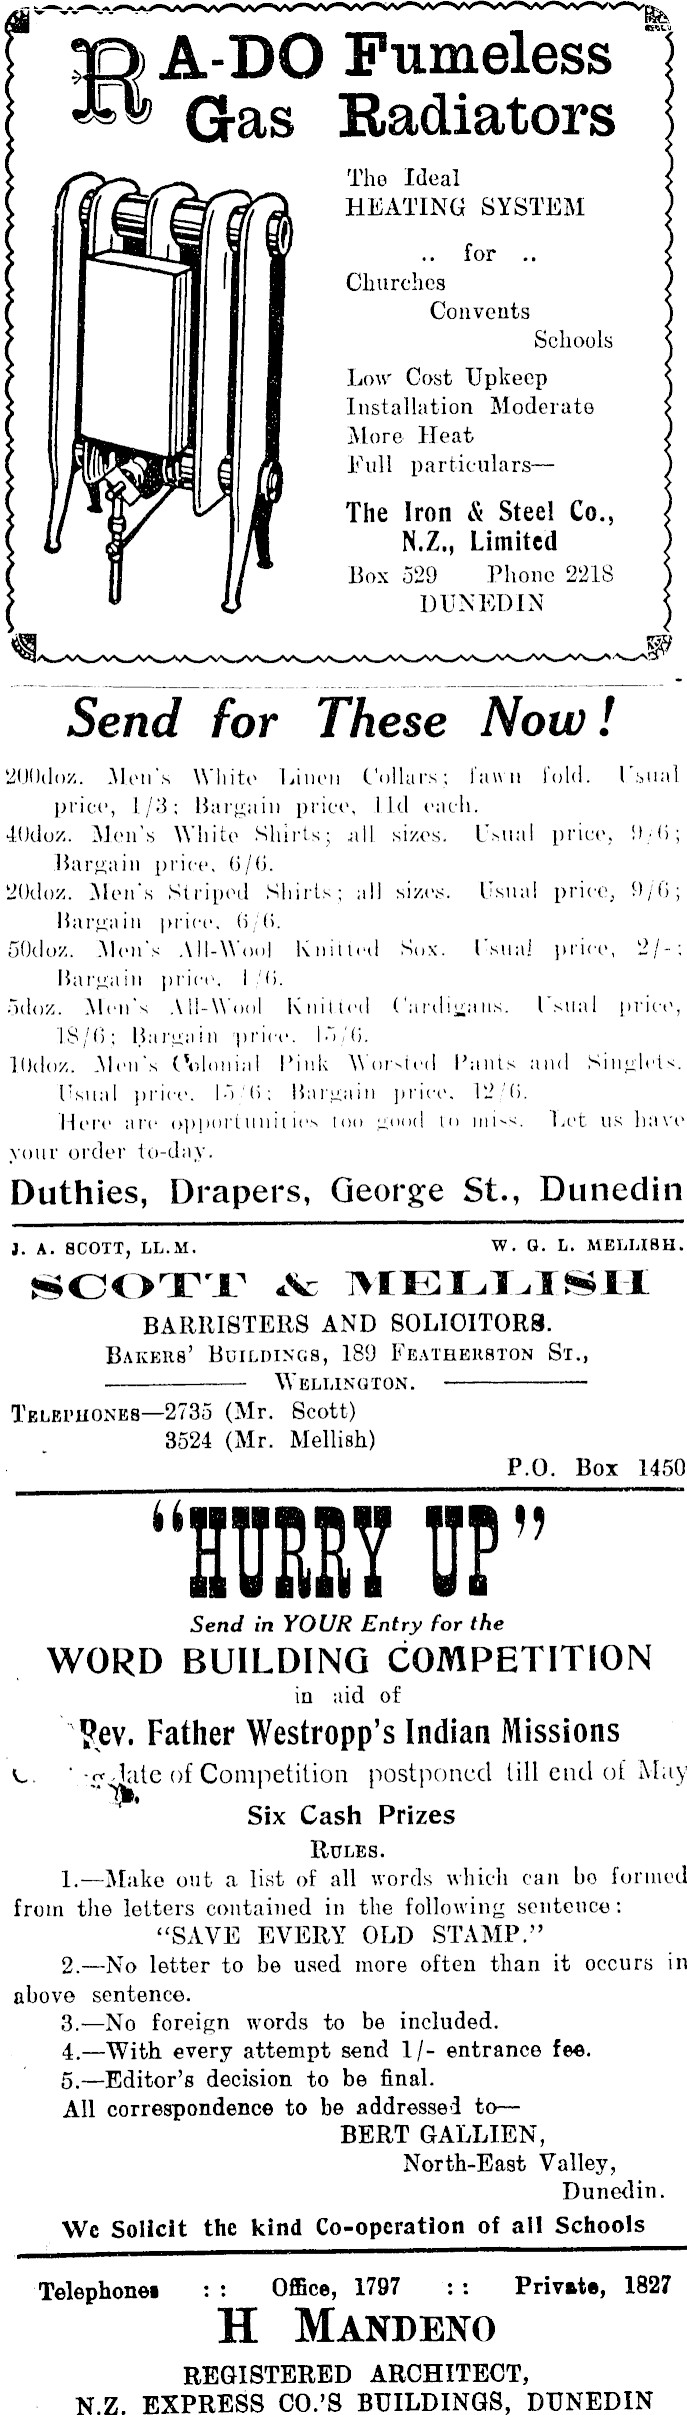 RA-DO Fumeless
Gas Radiators
The Ideal
HEATING SYSTEM
.. for ..
Churches
Convents
Schools
Low Cost Upkeep
Installation Moderate
More Heat
Full particulars—
The Iron & Steel Co.,
N.Z., Limited
Box 529 Phone 2218
DUNEDIN
Send for These Now!
200doz. Men's White Linen Collars; fawn fold. Usual
price, 1/3; Bargain price, 11d each.
40doz. Men's White Shirts; all sizes. Usual price, 9/6;
Bargain price, 6/6.
20doz. Men's Striped Shirts; all sizes. Usual price, 9/6;
Bargain price, 6/6.
50doz. Men's All-Wool Knitted Sox. Usual price, 2/-;
Bargain price, 1/6.
5doz. Men's All-Wool Knitted Cardigans. Usual price,
18/6; Bargain price, 15/6.
10doz. Men's Colonial Pink Worsted Pants and Singlets.
Usual price, 15/6; Bargain price, 12/6.
Here are opportunities too good to miss. Let us have
your order to-day.
Duthies, Drapers, George St., Dunedin
J. A. SCOTT, LL.M. W. G. L. MELLISH.
SCOTT & MELLISH
BARRISTERS AND SOLICITORS.
BAKERS' BUILDINGS, 189 FEATHERSTON ST.,
WELLINGTON.
TELEPHONES—2735 (Mr. Scott)
3524 (Mr. Mellish)
P.O. Box 1450
"HURRY UP"
Send in YOUR Entry for the
WORD BUILDING COMPETITION
in aid of
Rev. Father Westropp's Indian Missions
date of Competition postponed till end of May
Six Cash Prizes
RULES.
1.—Make out a list of all words which can be formed
from the letters contained in the following sentence:
"SAVE EVERY OLD STAMP."
2.—No letter to be used more often than it occurs in
above sentence.
3.—No foreign words to be included.
4.—With every attempt send 1/- entrance fee.
5.—Editor's decision to be final.
All correspondence to be addressed to—
BERT GALLIEN,
North-East Valley,
Dunedin.
We Solicit the kind Co-operation of all Schools
Telephones :: Office, 1797 :: Private, 1827
H MANDENO
REGISTERED ARCHITECT,
N.Z. EXPRESS CO.'S BUILDINGS, DUNEDIN